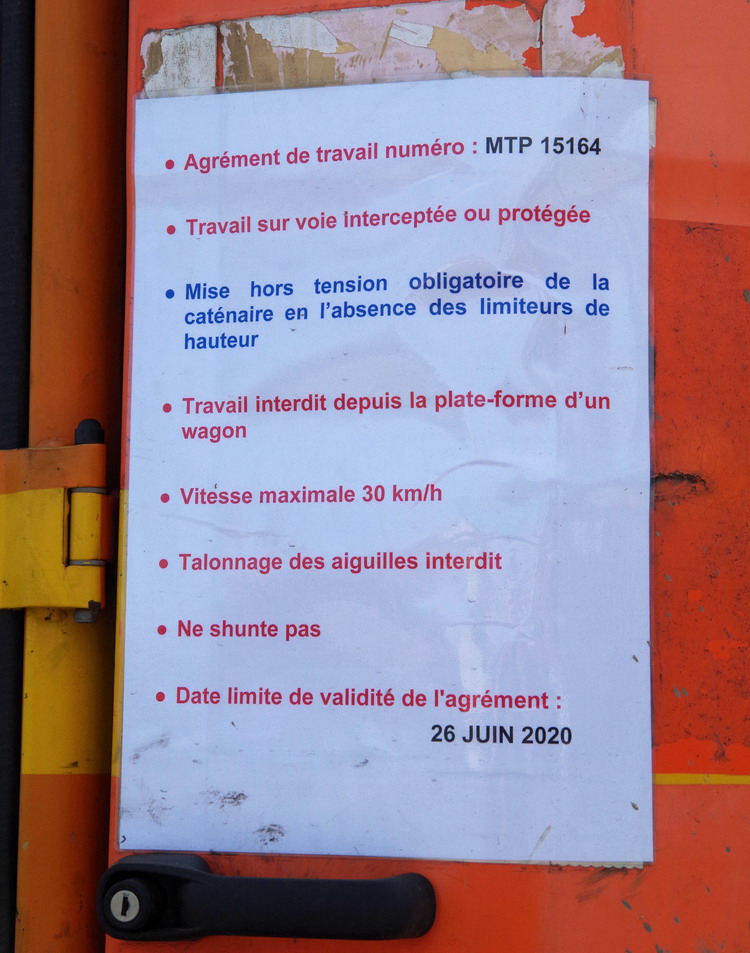 • Agrément de travail numéro : MTP 15164
• Travail sur voie interceptée ou protégée
• Mise hors tension obligatoire de la
caténaire en l'absence des limiteurs de
hauteur
• Travail interdit depuis la plate-forme d'un
wagon
• Vitesse maximale 30 km/h
• Talonnage des aiguilles interdit
• Ne shunte pas
• Date limite de validité de l'agrément :
26 JUIN 2020